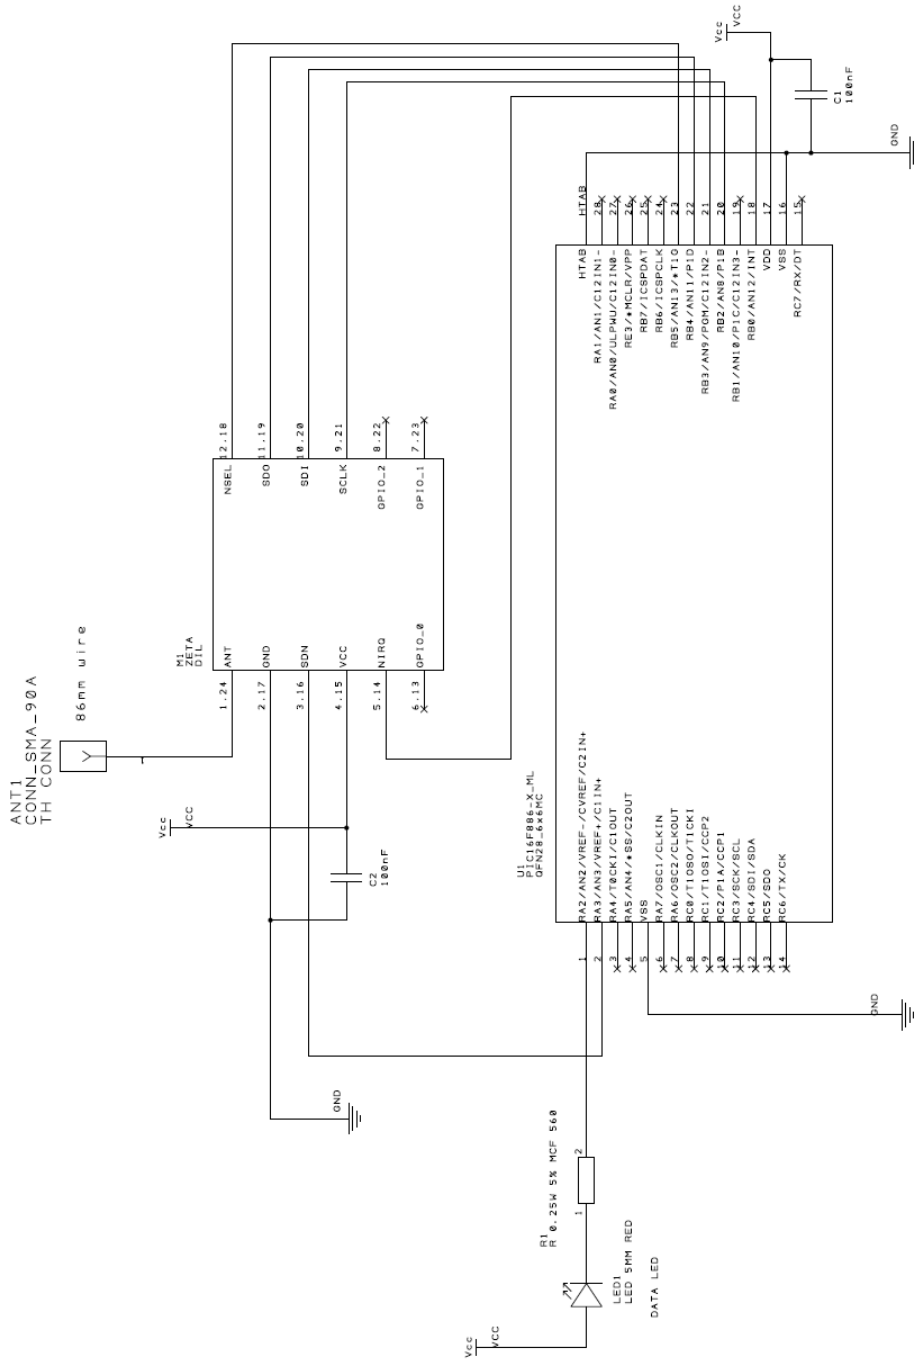 Vcc
VCC
C1
100nF
GND
HTAB
28
27
26
25
24
23
22
21
20
19
18
17
16
15
HTAB
RA1/AN1/C12IN1-
RA0/AN0/ULPWU/C12IN0-
RE3/*MCLR/VPP
RB7/ICSPDAT
RB6/ICSPCLK
RB5/AN13/*T1G
RB4/AN11/P1D
RB3/AN9/PGM/C12IN2-
RB2/AN8/P1B
RB1/AN10/P1C/C12IN3-
RB0/AN12/INT
VDD
VSS
RC7/RX/DT
12.18
11.19
10.20
9.21
8.22
7.23
NSEL
SDO
SDI
SCLK
GPIO_2
GPIO_1
M1
ZETA
DIL
ANT
GND
SDN
VCC
NIRQ
GPIO_0
1.24
2.17
3.16
4.15
5.14
6.13
ANT1
CONN_SMA_90A
TH CONN
86mm wire
Vcc
VCC
C2
100nF
GND
U1
PIC16F886-X_ML
QFN28_6x6MC
RA2/AN2/VREF-/CVREF/C2IN+
RA3/AN3/VREF+/C1IN+
RA4/T0CKI/C1OUT
RA5/AN4/*SS/C2OUT
VSS
RA7/OSC1/CLKIN
RA6/OSC2/CLKOUT
RC0/T1OSO/T1CKI
RC1/T1OSI/CCP2
RC2/P1A/CCP1
RC3/SCK/SCL
RC4/SDI/SDA
RC5/SDO
RC6/TX/CK
1
2
3
4
5
6
7
8
9
10
11
12
13
14
GND
R1
R 0.25W 5% MCF 560
1
2
LED1
LED 5MM RED
DATA LED
Vcc
VCC